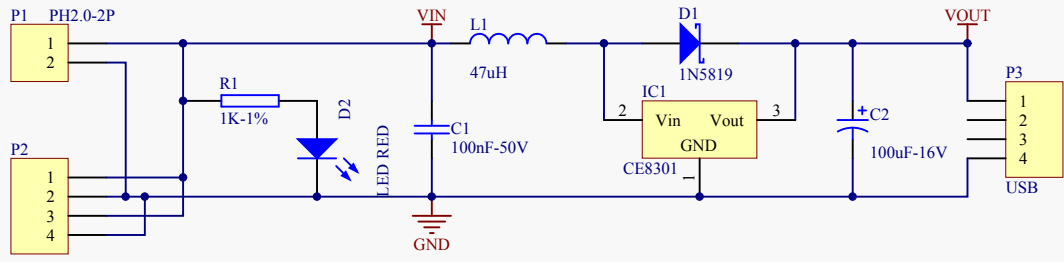 P1 PH2.0-2P
1
2
VIN
L1
47uH
D1
1N5819
VOUT
P3
1
2
3
4
USB
R1
1K-1%
D2
LED RED
C1
100nF-50V
IC1
2
Vin
Vout
3
GND
CE8301
1
C2
100uF-16V
P2
1
2
3
4
GND